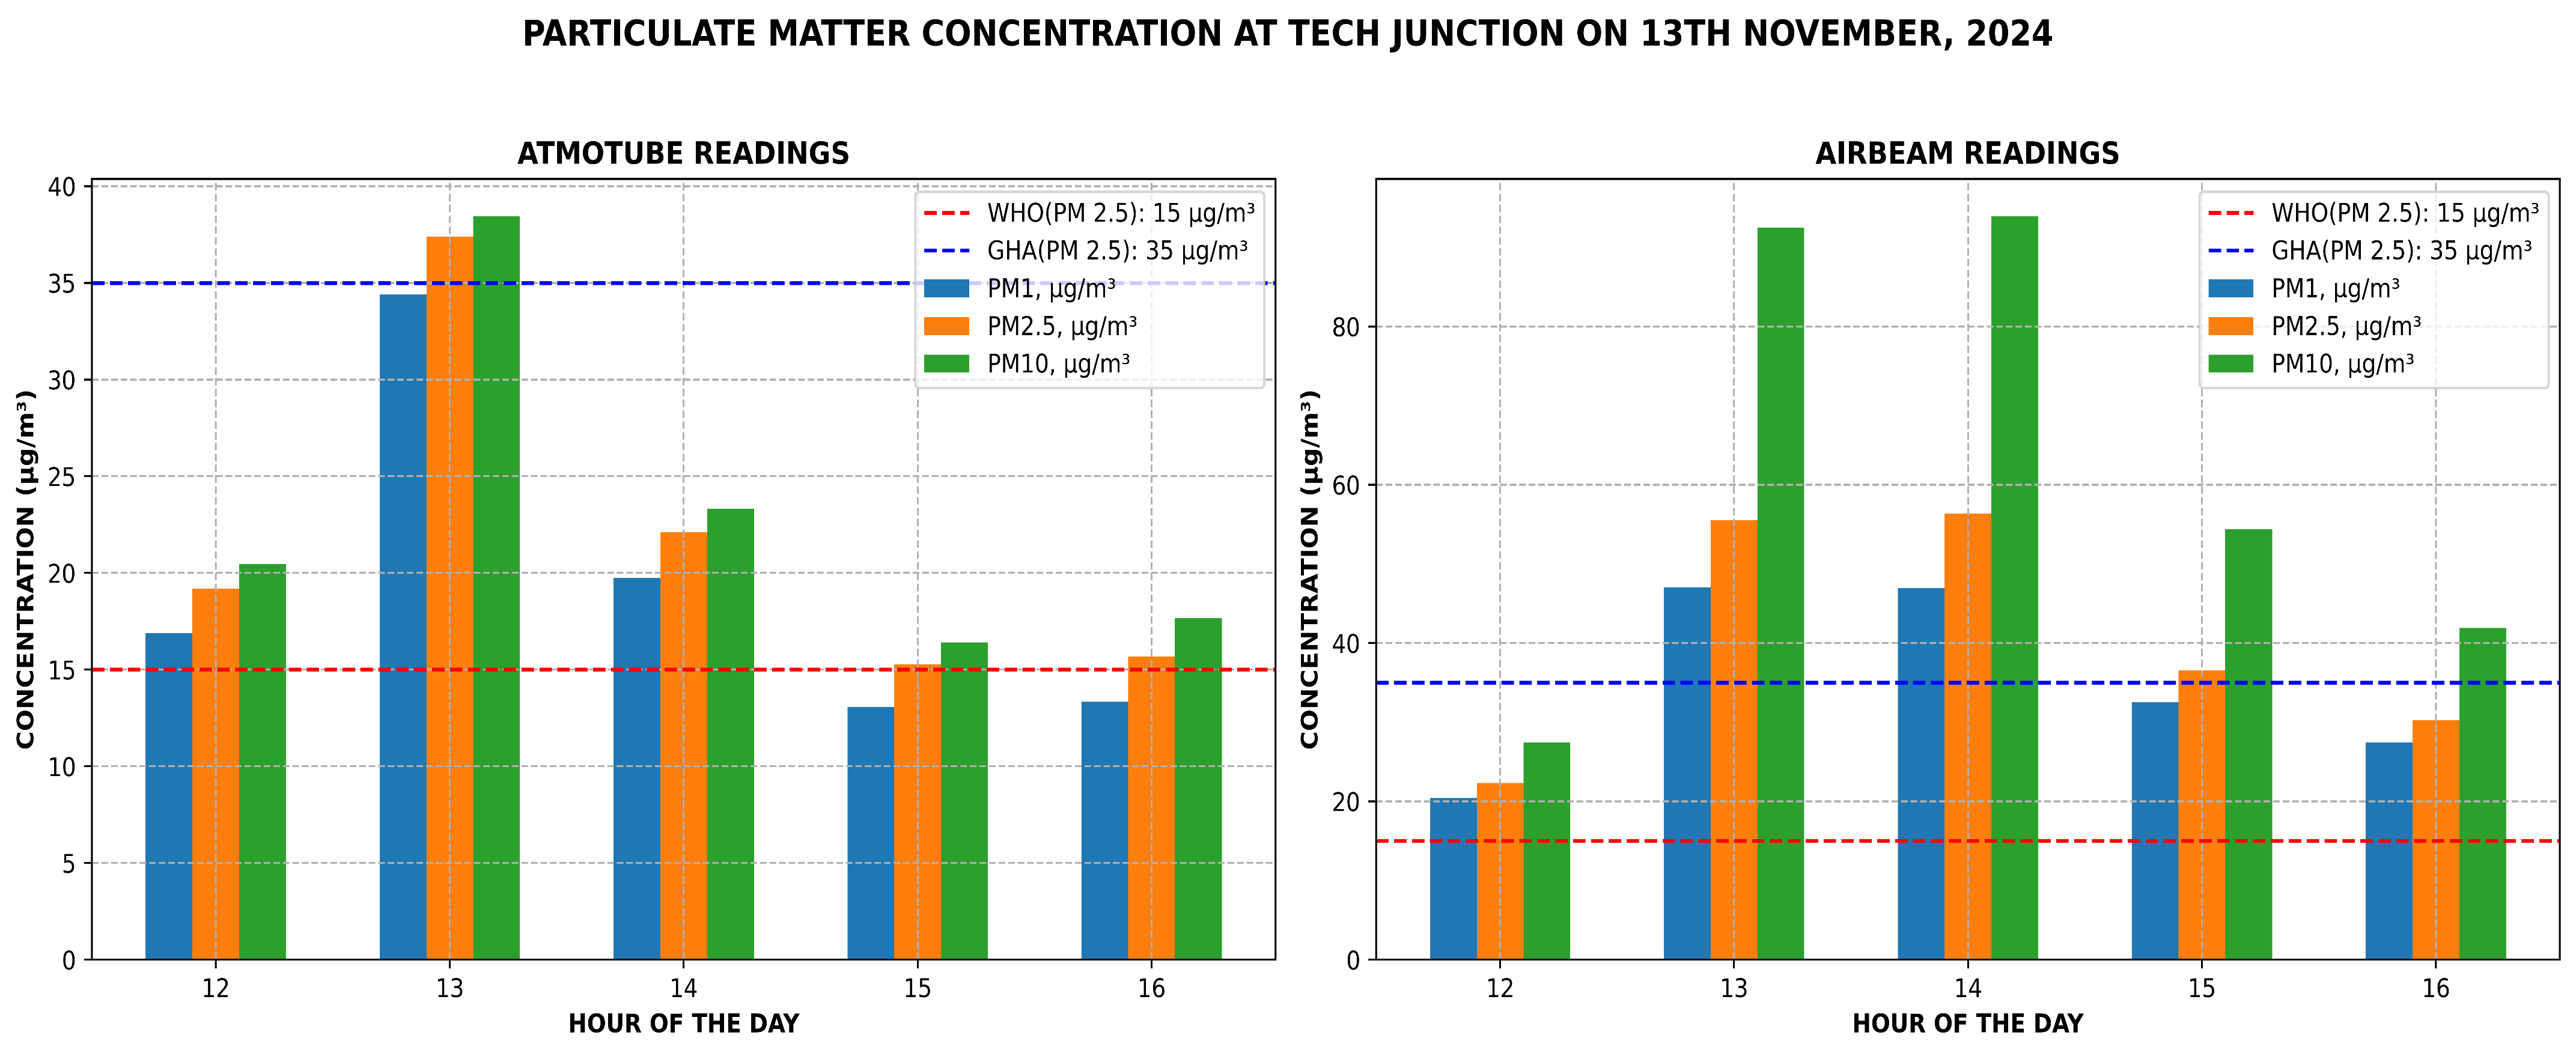 PARTICULATE MATTER CONCENTRATION AT TECH JUNCTION ON 13TH NOVEMBER, 2024
ATMOTUBE READINGS
CONCENTRATION (µg/m³)
40
35
30
25
20
15
10
5
0
WHO(PM 2.5): 15 µg/m³
GHA(PM 2.5): 35 µg/m³
PM1, µg/m³
PM2.5, µg/m³
PM10, µg/m³
12 13 14 15 16
HOUR OF THE DAY
AIRBEAM READINGS
CONCENTRATION (µg/m³)
80
60
40
20
0
WHO(PM 2.5): 15 µg/m³
GHA(PM 2.5): 35 µg/m³
PM1, µg/m³
PM2.5, µg/m³
PM10, µg/m³
12 13 14 15 16
HOUR OF THE DAY